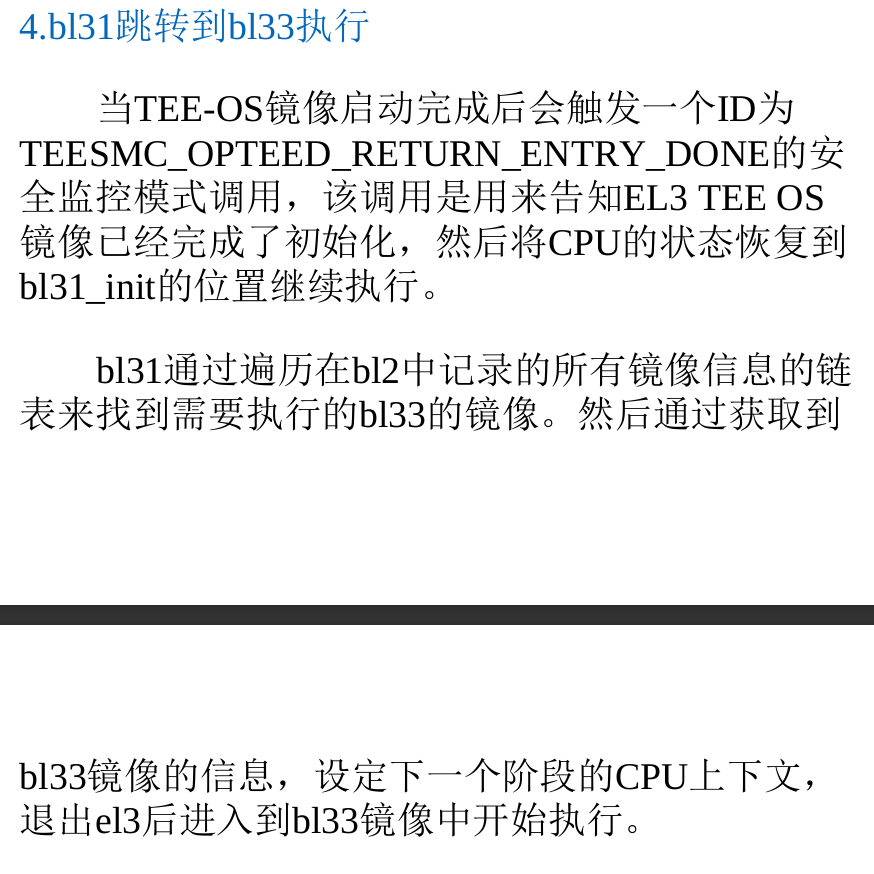 4.bl31跳转到bl33执行
当TEE-OS镜像启动完成后会触发一个ID为
TEESMC_OPTEED_RETURN_ENTRY_DONE的安
全监控模式调用，该调用是用来告知EL3 TEE OS
镜像已经完成了初始化，然后将CPU的状态恢复到
bl31_init的位置继续执行。
bl31通过遍历在bl2中记录的所有镜像信息的链
表来找到需要执行的bl33的镜像。然后通过获取到
bl33镜像的信息，设定下一个阶段的CPU上下文，
退出el3后进入到bl33镜像中开始执行。